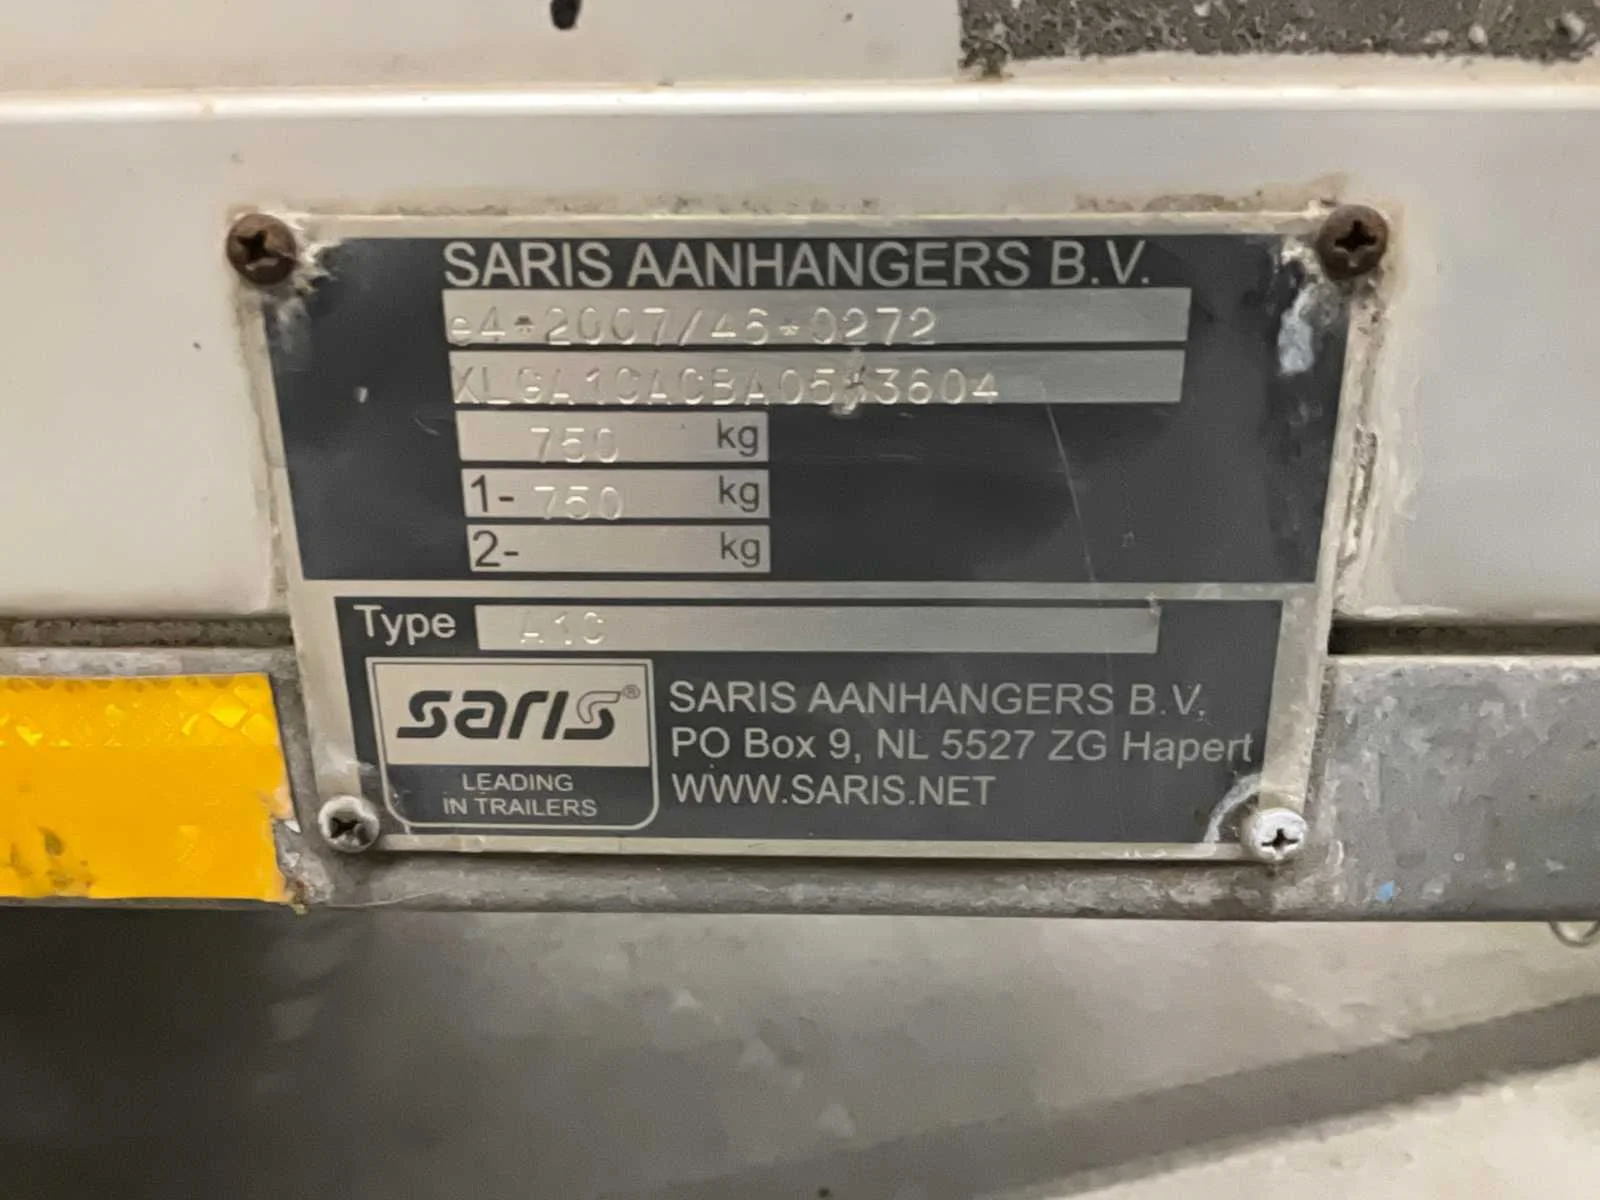 SARIS AANHANGERS B.V.
e4*2007/46*0272
750 kg
1- 750 kg
2- kg
Type A1C
saris®
LEADING
IN TRAILERS
SARIS AANHANGERS B.V.
PO Box 9, NL 5527 ZG Hapert
WWW.SARIS.NET